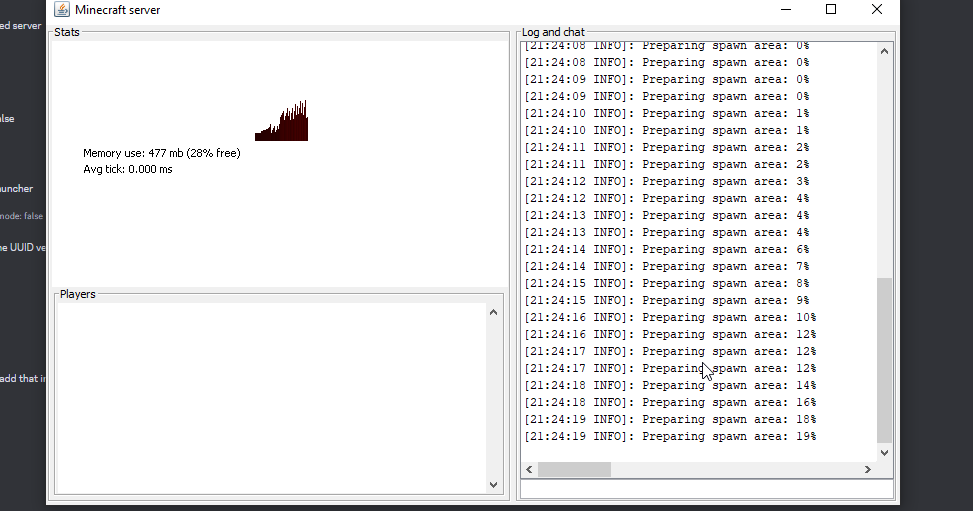 Minecraft server
ed server
alse
auncher
mode: false
ne UUID ve
add that in
Stats
Memory use: 477 mb (28% free)
Avg tick: 0.000 ms
Players
Log and chat
[21:24:08 INFO]: Preparing spawn area: 0%
[21:24:08 INFO]: Preparing spawn area: 0%
[21:24:09 INFO]: Preparing spawn area: 0%
[21:24:09 INFO]: Preparing spawn area: 0%
[21:24:10 INFO]: Preparing spawn area: 1%
[21:24:10 INFO]: Preparing spawn area: 1%
[21:24:11 INFO]: Preparing spawn area: 2%
[21:24:11 INFO]: Preparing spawn area: 2%
[21:24:12 INFO]: Preparing spawn area: 3%
[21:24:12 INFO]: Preparing spawn area: 4%
[21:24:13 INFO]: Preparing spawn area: 4%
[21:24:13 INFO]: Preparing spawn area: 4%
[21:24:14 INFO]: Preparing spawn area: 6%
[21:24:14 INFO]: Preparing spawn area: 7%
[21:24:15 INFO]: Preparing spawn area: 8%
[21:24:15 INFO]: Preparing spawn area: 9%
[21:24:16 INFO]: Preparing spawn area: 10%
[21:24:16 INFO]: Preparing spawn area: 12%
[21:24:17 INFO]: Preparing spawn area: 12%
[21:24:17 INFO]: Preparing spawn area: 12%
[21:24:18 INFO]: Preparing spawn area: 14%
[21:24:18 INFO]: Preparing spawn area: 16%
[21:24:19 INFO]: Preparing spawn area: 18%
[21:24:19 INFO]: Preparing spawn area: 19%